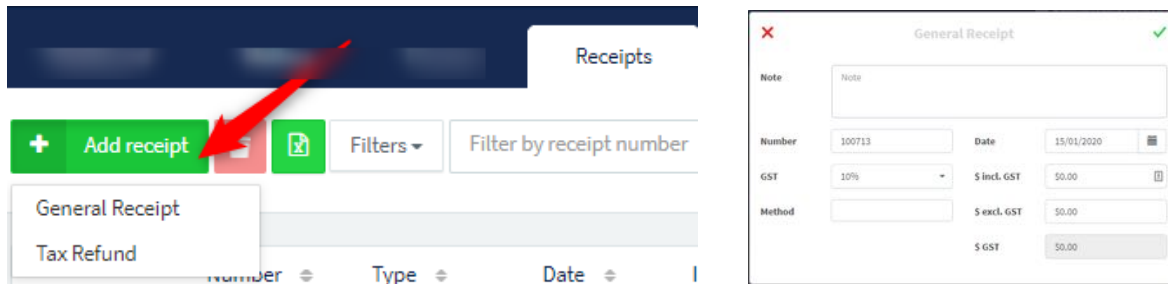 Receipts
Add receipt
Filters
Filter by receipt number
General Receipt
Tax Refund
Number
Type
Date
General Receipt
Note
Note
Number
100713
Date
15/01/2020
GST
10%
$ incl. GST
$0.00
Method
$ excl. GST
$0.00
$ GST
$0.00